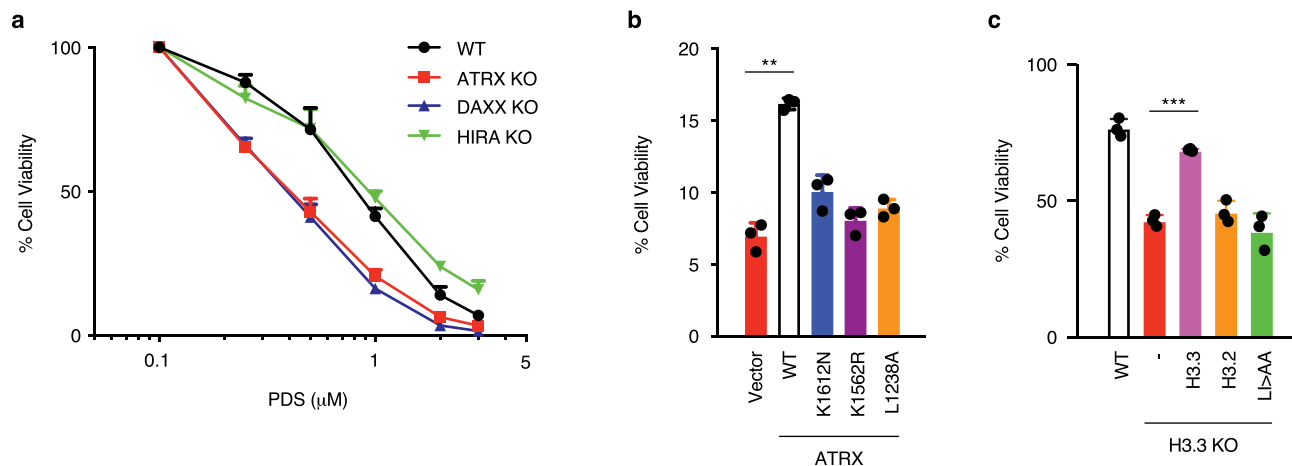 a
100
50
0
% Cell Viability
0.1
1
5
PDS (μM)
WT
ATRX KO
DAXX KO
HIRA KO
b
20
15
10
5
0
% Cell Viability
**
Vector
WT
K1612N
K1562R
L1238A
ATRX
c
100
50
0
% Cell Viability
***
WT
-
H3.3
H3.2
LI>AA
H3.3 KO